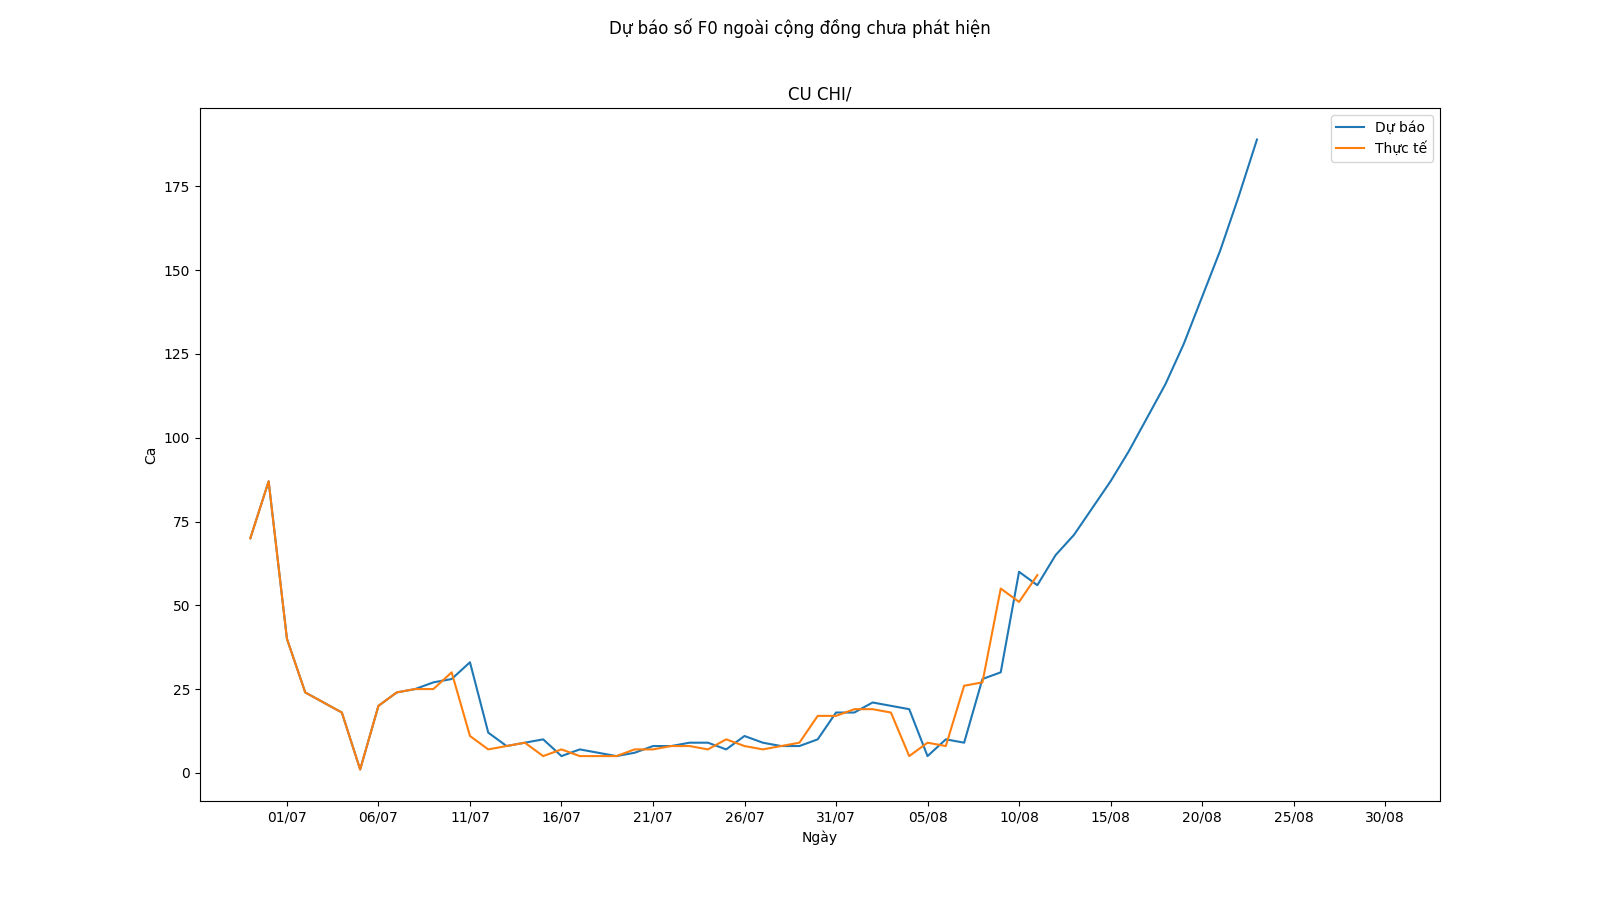 Dự báo số F0 ngoài cộng đồng chưa phát hiện
CU CHI/
Dự báo
Thực tế
175
150
125
100
75
50
25
0
Ca
01/07 06/07 11/07 16/07 21/07 26/07 31/07 05/08 10/08 15/08 20/08 25/08 30/08
Ngày